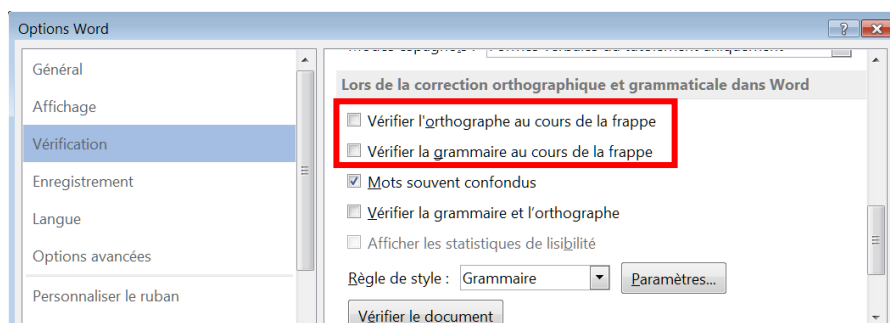 Options Word
Général
Affichage
Vérification
Enregistrement
Langue
Options avancées
Personnaliser le ruban
Lors de la correction orthographique et grammaticale dans Word
Vérifier l'orthographe au cours de la frappe
Vérifier la grammaire au cours de la frappe
Mots souvent confondus
Vérifier la grammaire et l'orthographe
Afficher les statistiques de lisibilité
Règle de style : Grammaire Paramètres...
Vérifier le document